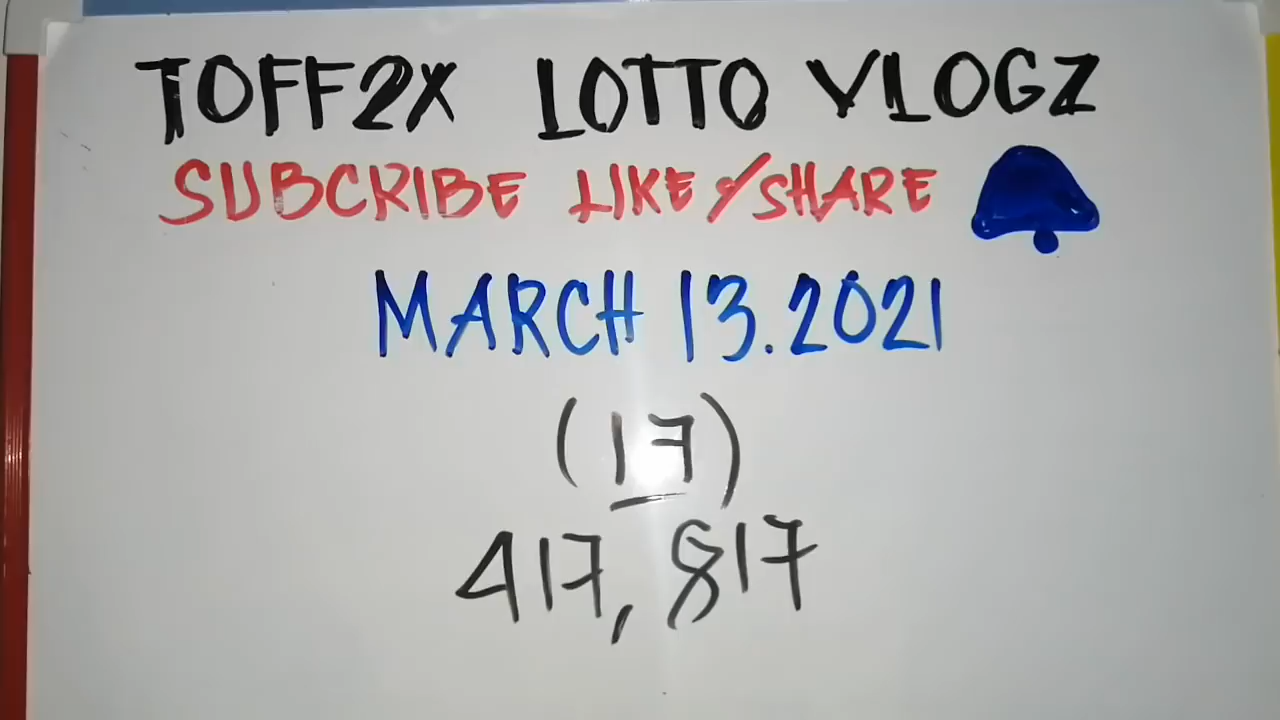 TOFF2X LOTTO VLOGZ
SUBCRIBE LIKE/SHARE
MARCH 13.2021
(17)
417, 817